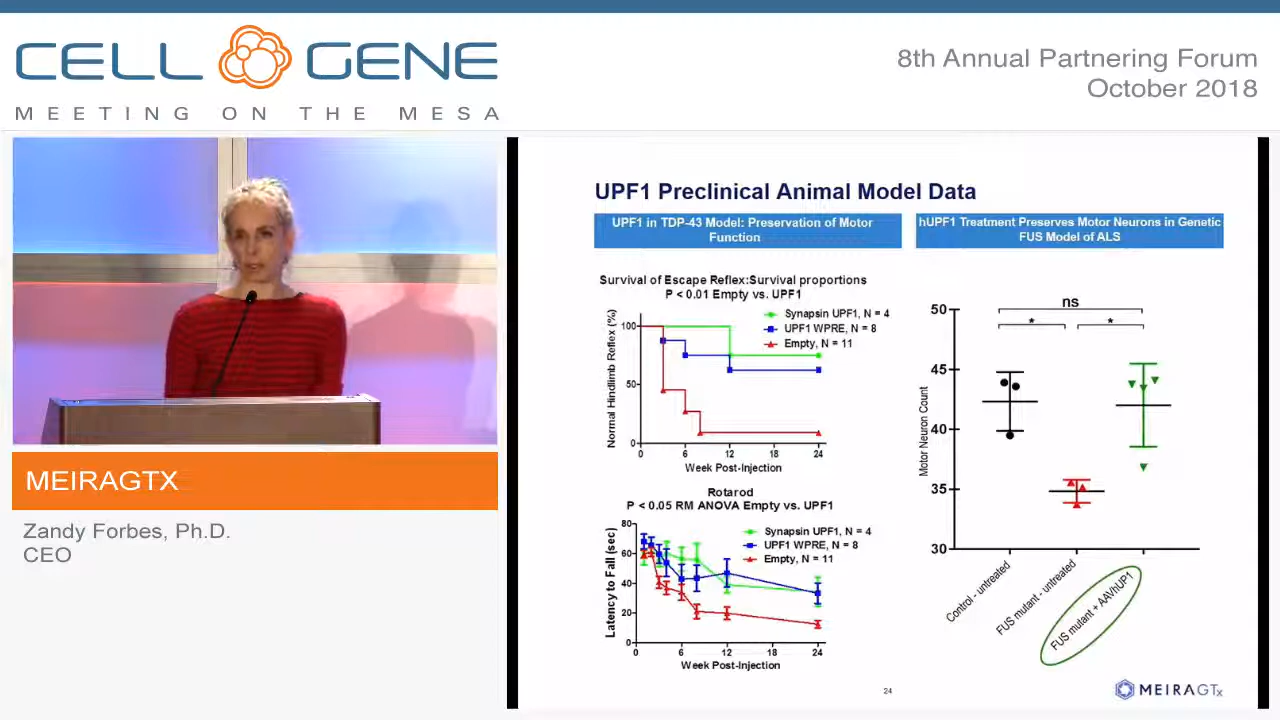 CELL GENE
MEETING ON THE MESA
8th Annual Partnering Forum
October 2018
MEIRAGTX
Zandy Forbes, Ph.D.
CEO
UPF1 Preclinical Animal Model Data
UPF1 in TDP-43 Model: Preservation of Motor
Function
Survival of Escape Reflex:Survival proportions
P < 0.01 Empty vs. UPF1
Synapsin UPF1, N = 4
UPF1 WPRE, N = 8
Empty, N = 11
Normal Hindlimb Reflex (%)
100
50
0
0 6 12 18 24
Week Post-Injection
Rotarod
P < 0.05 RM ANOVA Empty vs. UPF1
Synapsin UPF1, N = 4
UPF1 WPRE, N = 8
Empty, N = 11
Latency to Fall (sec)
80
60
40
20
0
0 6 12 18 24
Week Post-Injection
hUPF1 Treatment Preserves Motor Neurons in Genetic
FUS Model of ALS
ns
* *
Motor Neuron Count
50
45
40
35
30
Control - untreated
FUS mutant - untreated
FUS mutant + AAVhUP1
24
MEIRAGTx